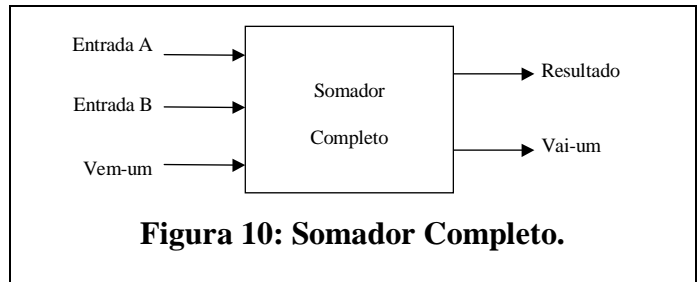 Entrada A
Entrada B
Vem-um
Somador
Completo
Resultado
Vai-um
Figura 10: Somador Completo.